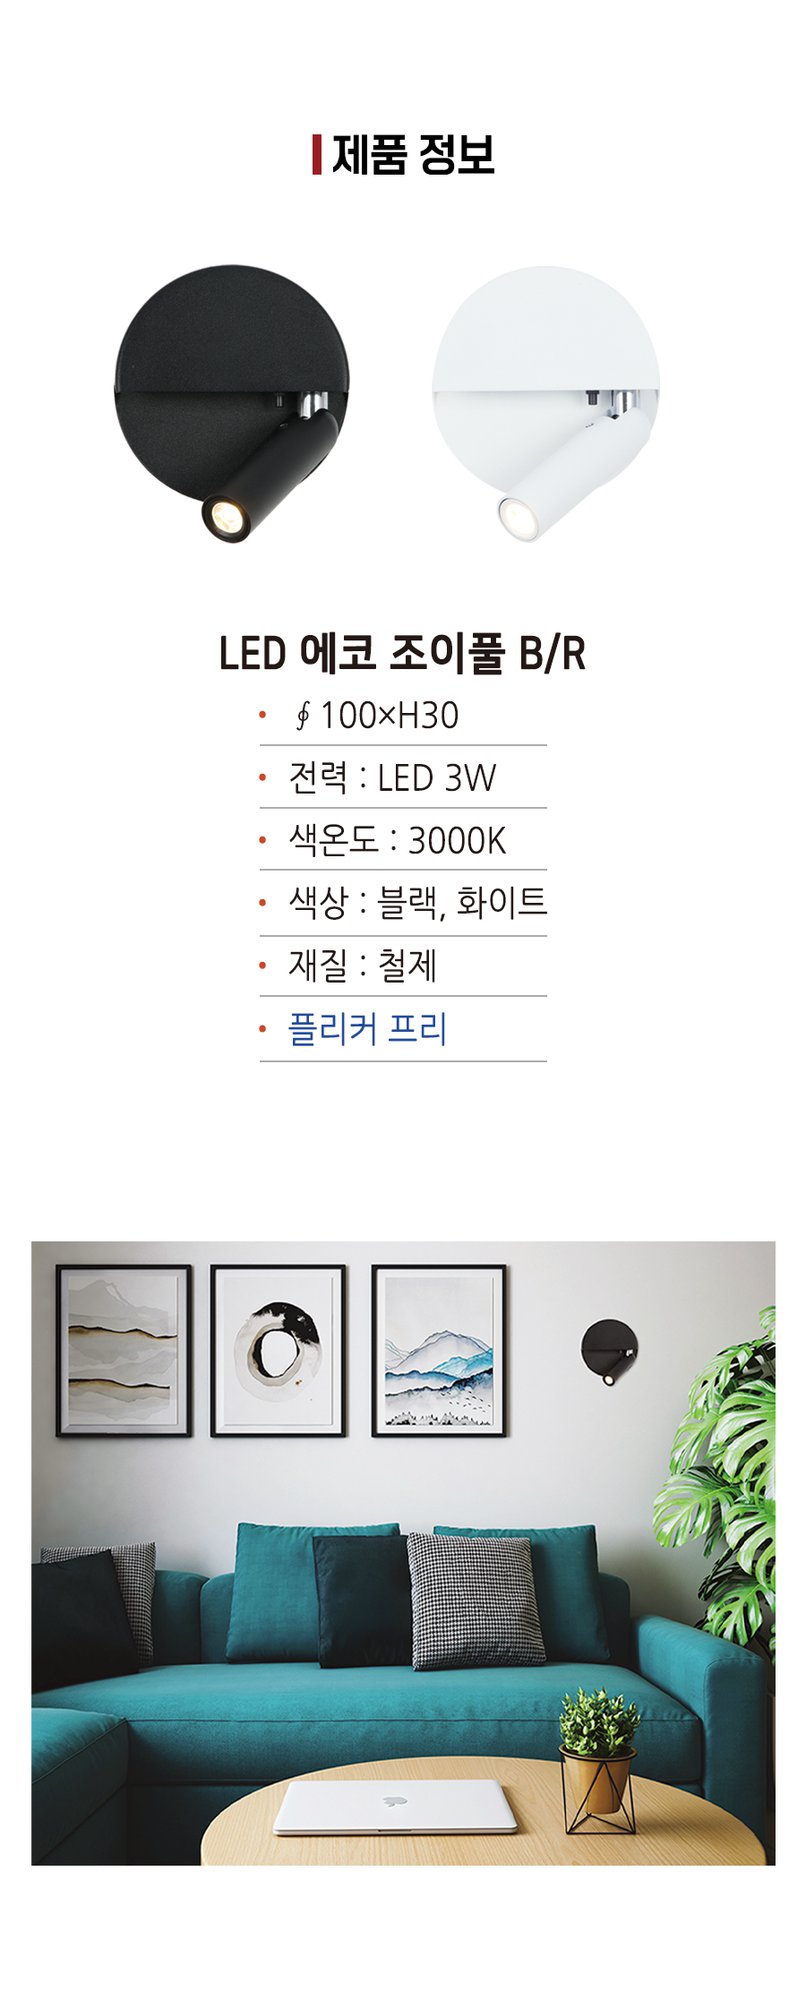 제품 정보
LED 에코 조이풀 B/R
∮ 100×H30
전력 : LED 3W
색온도 : 3000K
색상 : 블랙, 화이트
재질 : 철제
플리커 프리